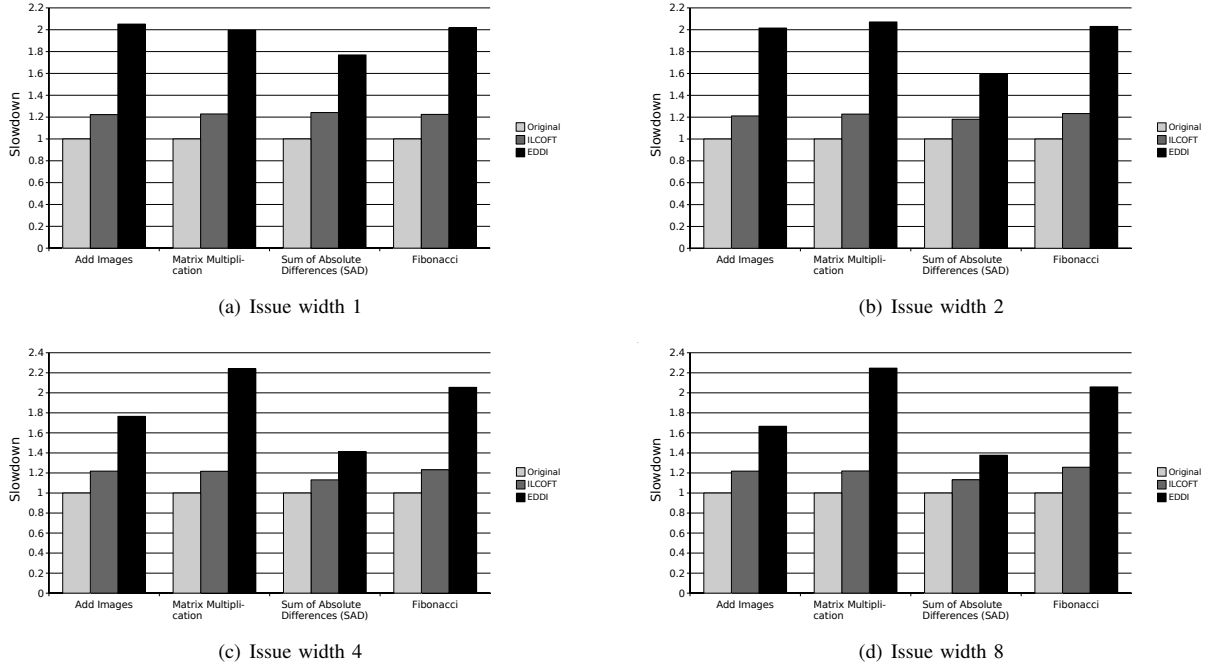 2.2
2
1.8
1.6
1.4
1.2
1
0.8
0.6
0.4
0.2
0
Slowdown
Add Images
Matrix Multipli-
cation
Sum of Absolute
Differences (SAD)
Fibonacci
Original
ILCOFT
EDDI
(a) Issue width 1
2.2
2
1.8
1.6
1.4
1.2
1
0.8
0.6
0.4
0.2
0
Slowdown
Add Images
Matrix Multipli-
cation
Sum of Absolute
Differences (SAD)
Fibonacci
Original
ILCOFT
EDDI
(b) Issue width 2
2.4
2.2
2
1.8
1.6
1.4
1.2
1
0.8
0.6
0.4
0.2
0
Slowdown
Add Images
Matrix Multipli-
cation
Sum of Absolute
Differences (SAD)
Fibonacci
Original
ILCOFT
EDDI
(c) Issue width 4
2.4
2.2
2
1.8
1.6
1.4
1.2
1
0.8
0.6
0.4
0.2
0
Slowdown
Add Images
Matrix Multipli-
cation
Sum of Absolute
Differences (SAD)
Fibonacci
Original
ILCOFT
EDDI
(d) Issue width 8